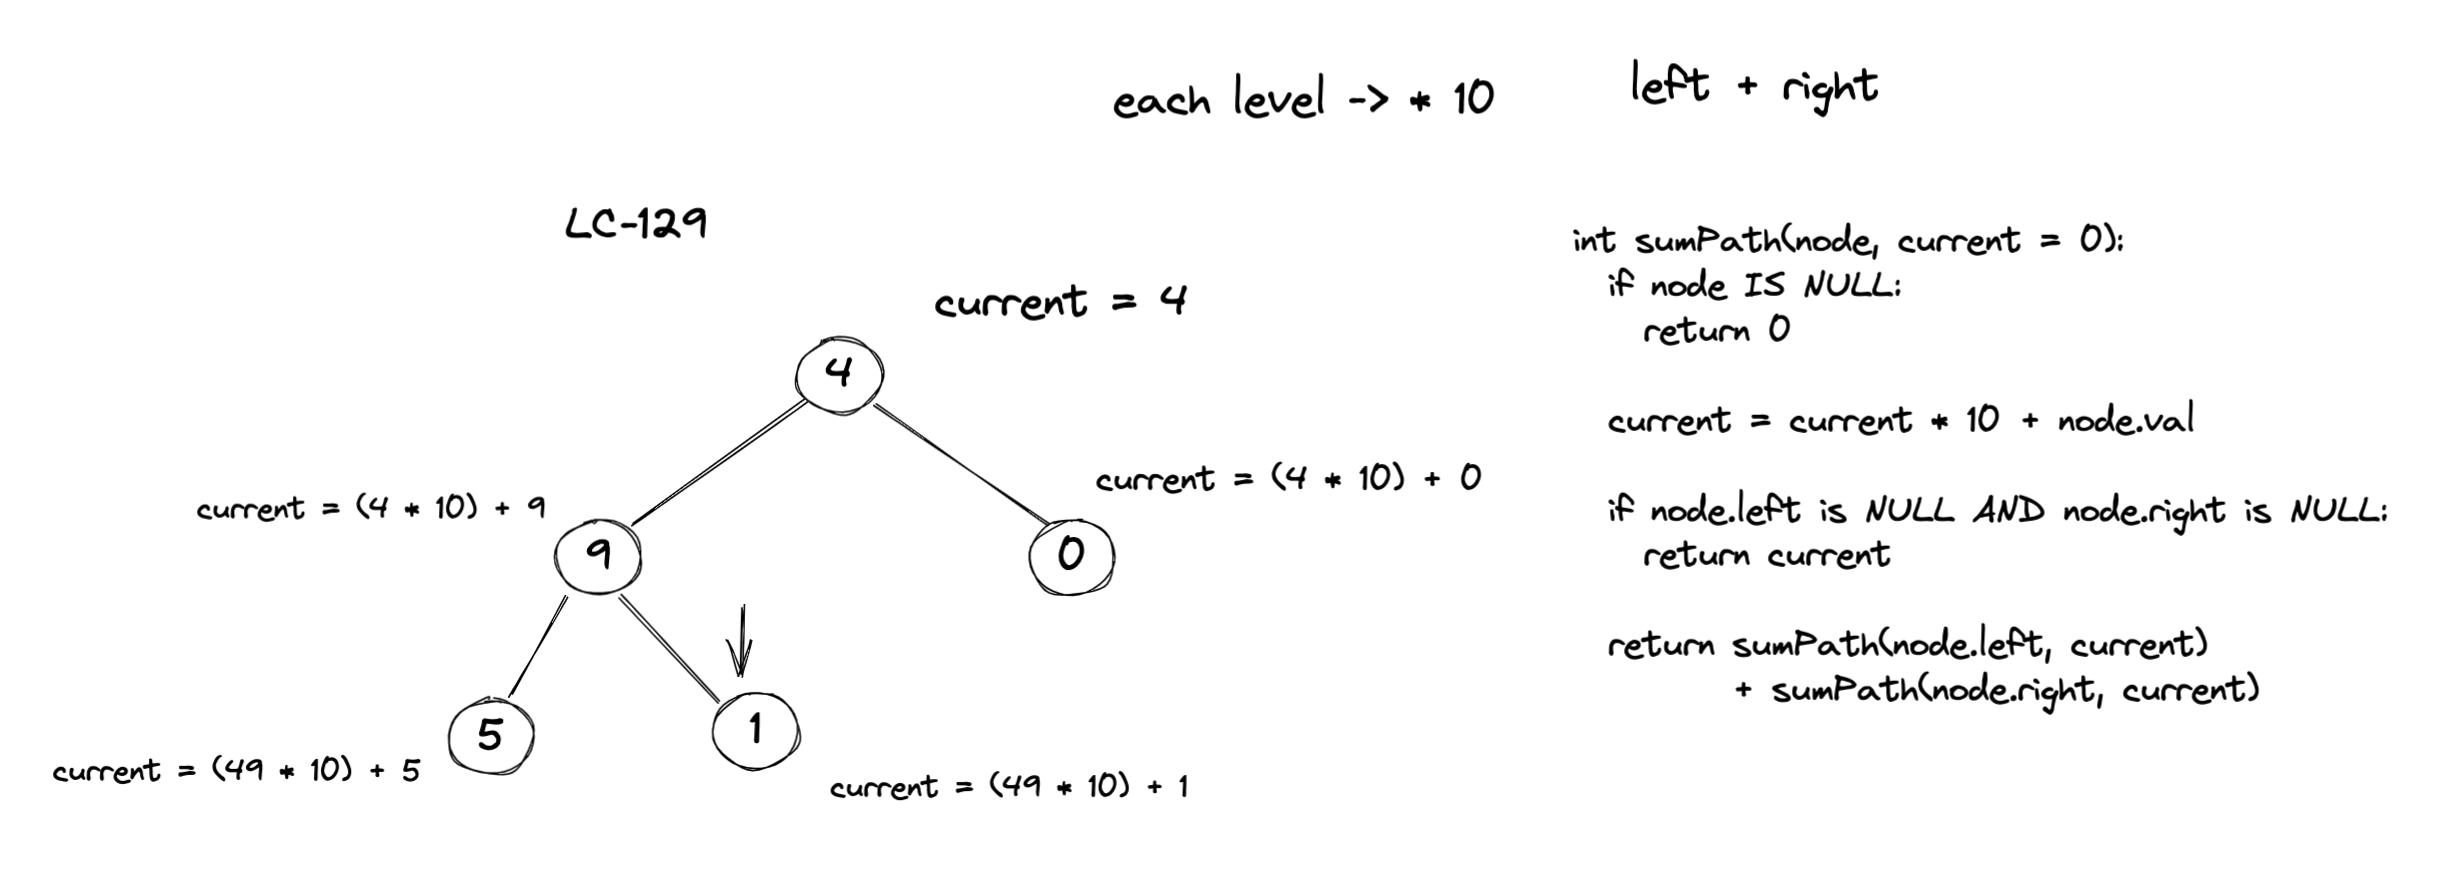 each level -> * 10
left + right
LC-129
current = 4
4
current = (4 * 10) + 9
current = (4 * 10) + 0
9
0
5
1
current = (49 * 10) + 5
current = (49 * 10) + 1
int sumPath(node, current = 0):
if node IS NULL:
return 0
current = current * 10 + node.val
if node.left is NULL AND node.right is NULL:
return current
return sumPath(node.left, current)
+ sumPath(node.right, current)